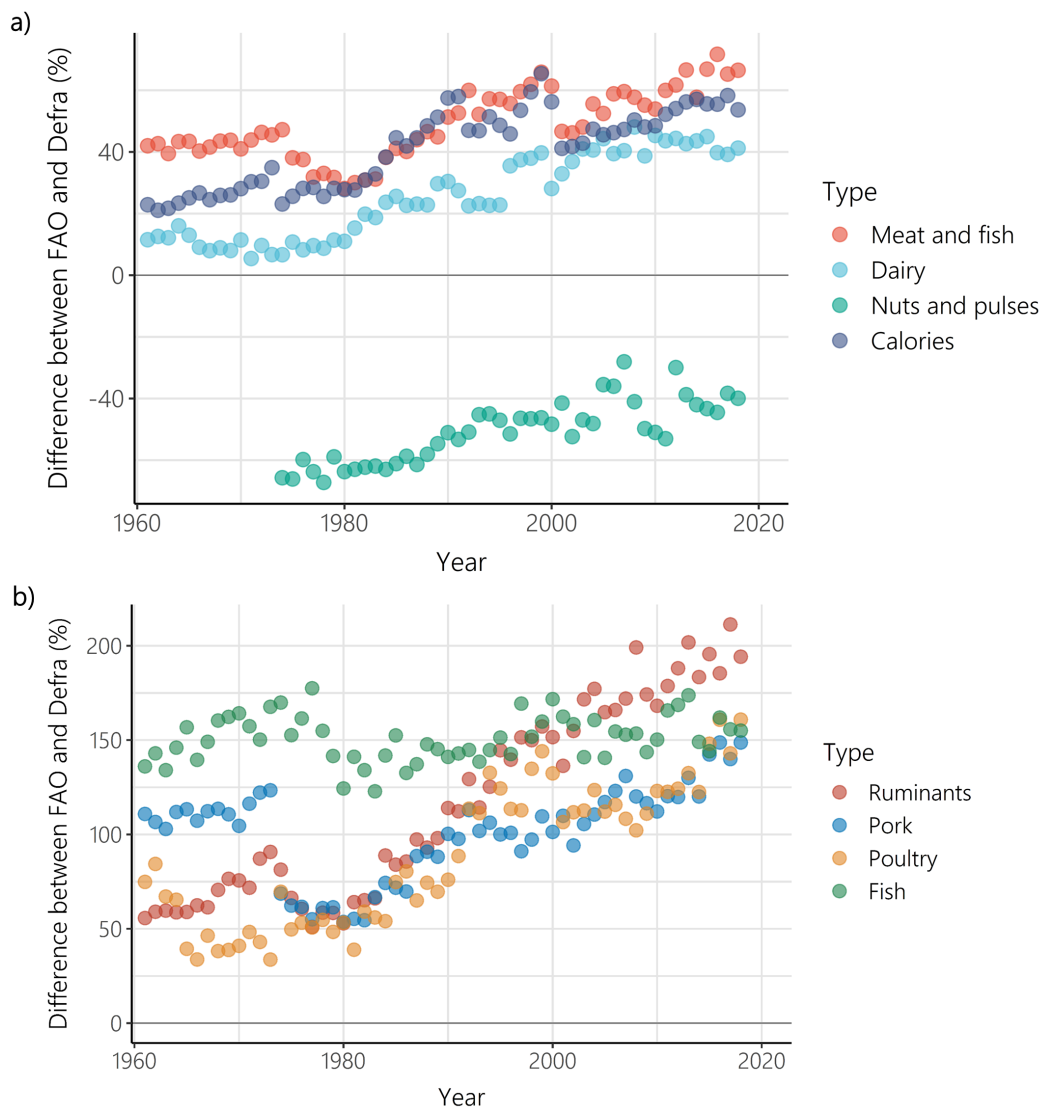 a)
Difference between FAO and Defra (%)
40
0
-40
1960 1980 2000 2020
Year
Type
Meat and fish
Dairy
Nuts and pulses
Calories
b)
Difference between FAO and Defra (%)
200
150
100
50
0
1960 1980 2000 2020
Year
Type
Ruminants
Pork
Poultry
Fish